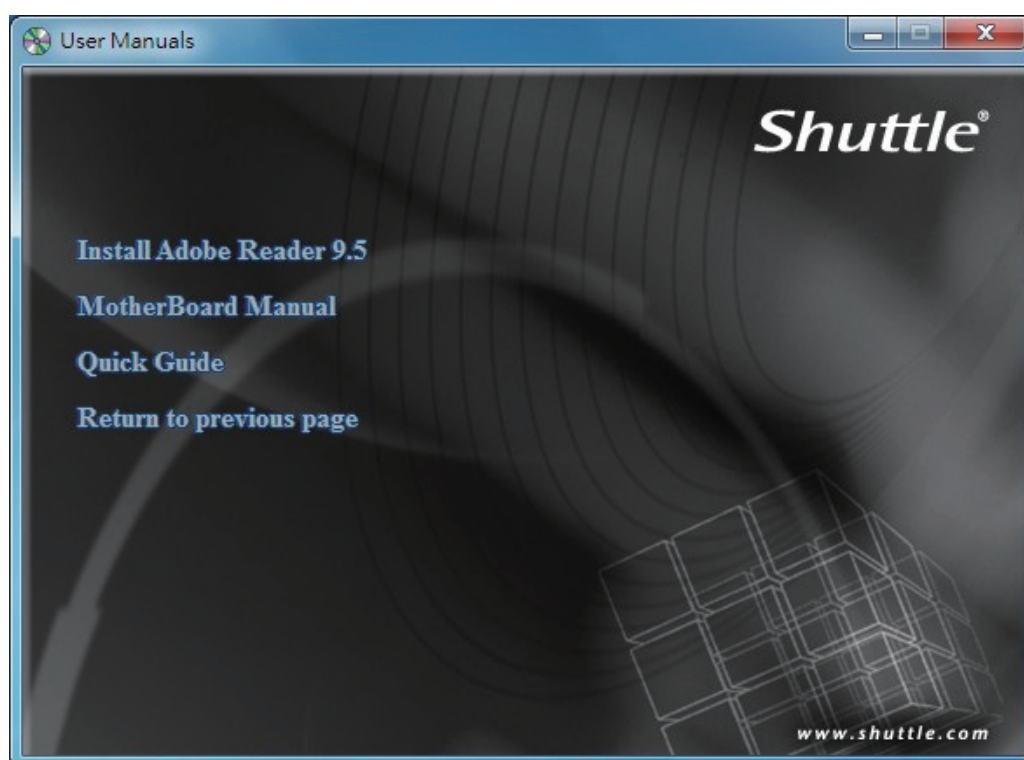 User Manuals
Shuttle®
Install Adobe Reader 9.5
MotherBoard Manual
Quick Guide
Return to previous page
www.shuttle.com